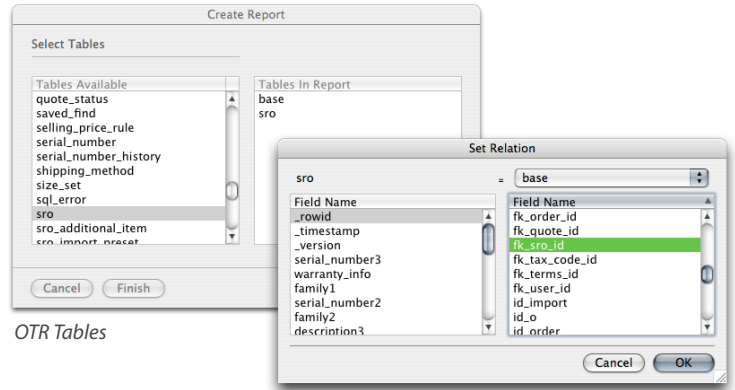 Create Report
Select Tables
Tables Available
quote_status
saved_find
selling_price_rule
serial_number
serial_number_history
shipping_method
size_set
sql_error
sro
sro_additional_item
sro_import_preset
Tables In Report
base
sro
Cancel
Finish
OTR Tables
Set Relation
sro = base
Field Name
_rowid
_timestamp
_version
serial_number3
warranty_info
family1
serial_number2
family2
description3
Field Name
fk_order_id
fk_quote_id
fk_sro_id
fk_tax_code_id
fk_terms_id
fk_user_id
id_import
id_o
id_order
Cancel
OK